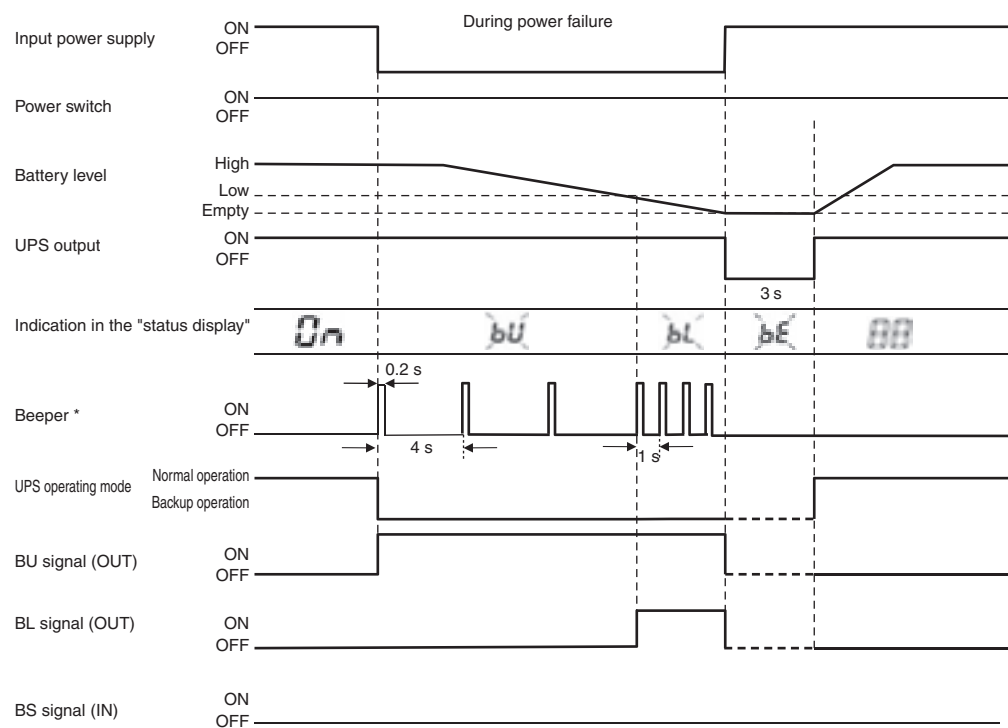 During power failure
Input power supply ON
OFF
Power switch ON
OFF
Battery level High
Low
Empty
UPS output ON
OFF
3 s
Indication in the "status display" On bU bL bE 88
0.2 s
Beeper * ON
OFF
4 s 1 s
UPS operating mode Normal operation
Backup operation
BU signal (OUT) ON
OFF
BL signal (OUT) ON
OFF
BS signal (IN) ON
OFF